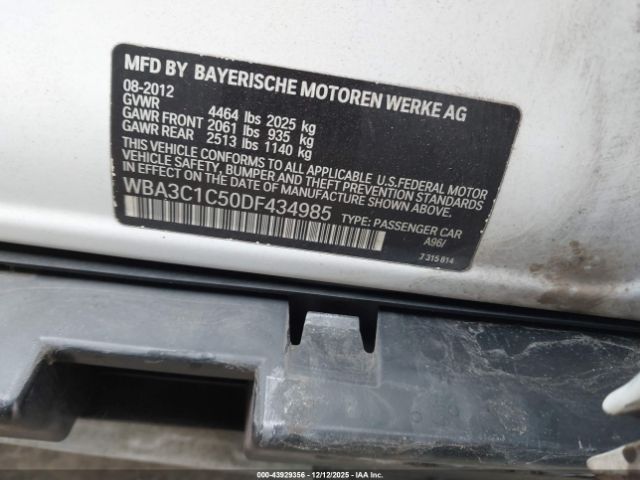 MFD BY BAYERISCHE MOTOREN WERKE AG
08-2012
GVWR 4464 lbs 2025 kg
GAWR FRONT 2061 lbs 935 kg
GAWR REAR 2513 lbs 1140 kg
THIS VEHICLE CONFORMS TO ALL APPLICABLE U.S.FEDERAL MOTOR
VEHICLE SAFETY, BUMPER, AND THEFT PREVENTION STANDARDS
IN EFFECT ON THE DATE OF MANUFACTURE SHOWN ABOVE.
WBA3C1C50DF434985 TYPE: PASSENGER CAR
A96/
7 315 814
000-43929356 | 12/12/2025 - IAAI, Inc.